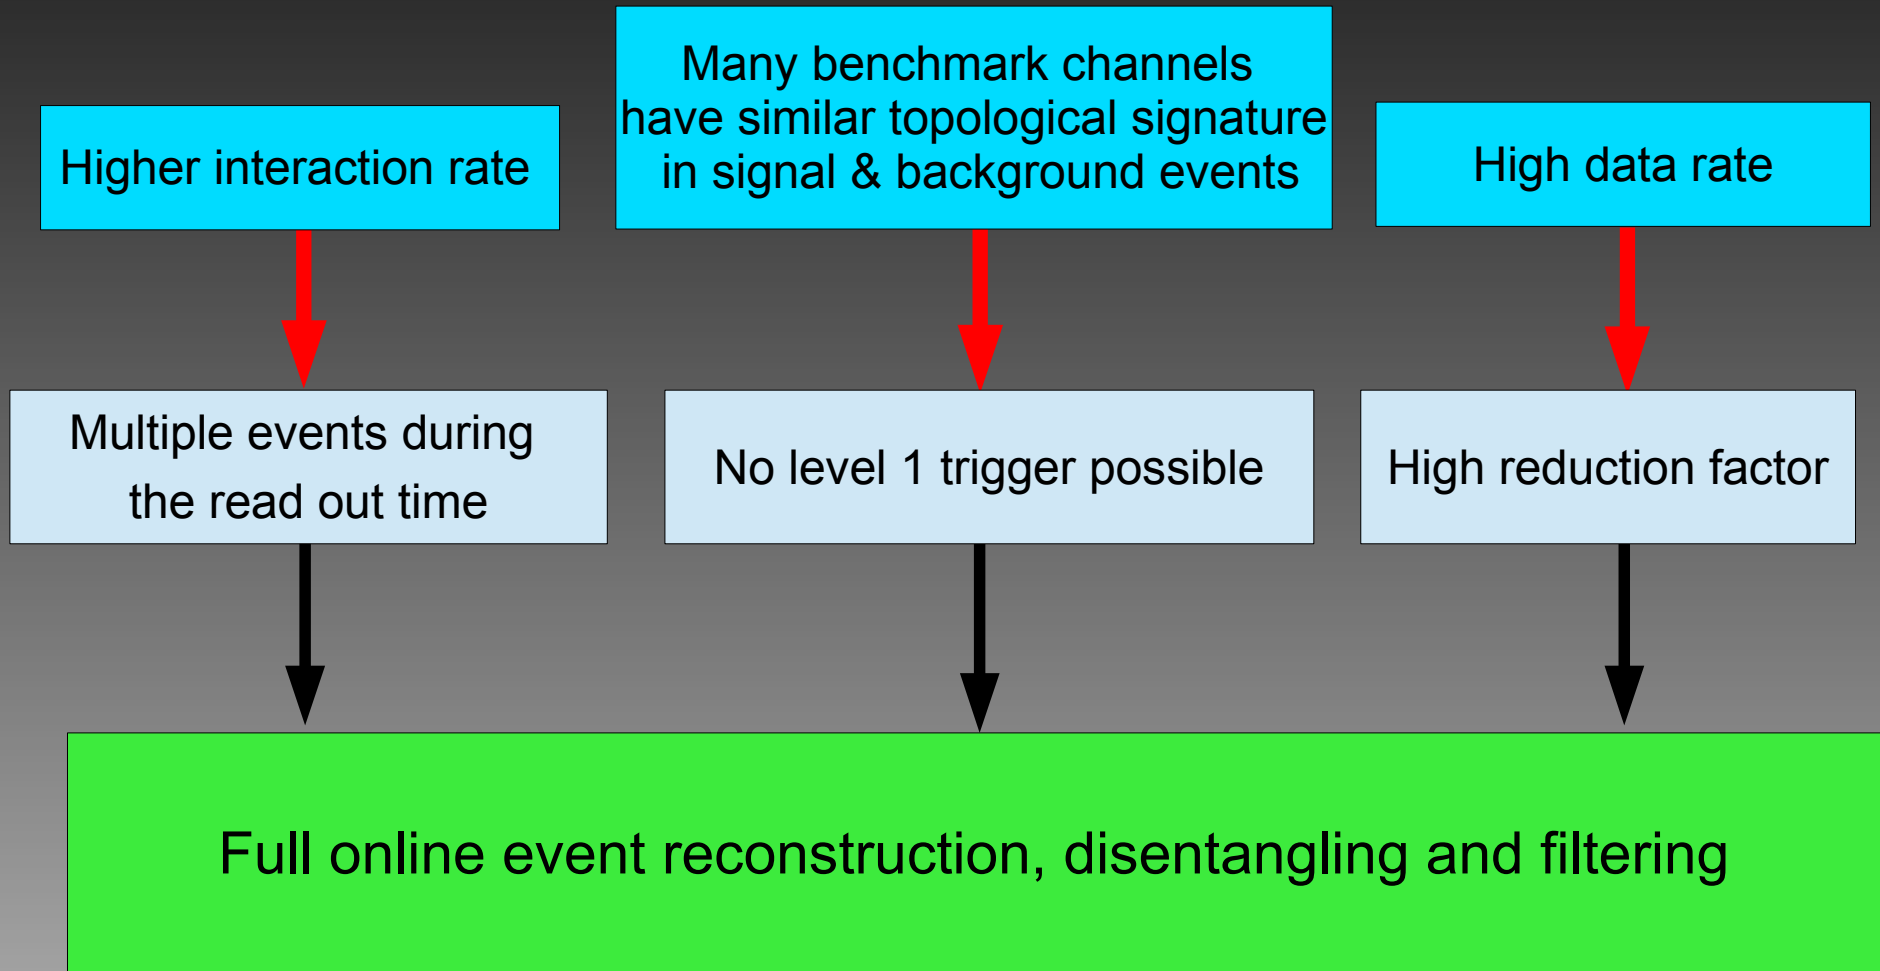 Higher interaction rate
Many benchmark channels
have similar topological signature
in signal & background events
High data rate
Multiple events during
the read out time
No level 1 trigger possible
High reduction factor
Full online event reconstruction, disentangling and filtering